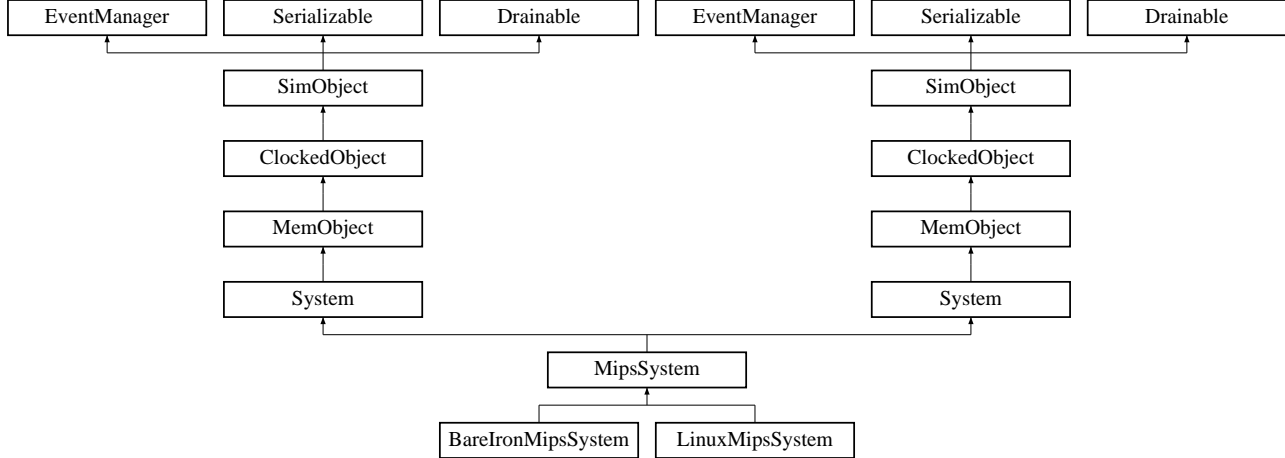 EventManager
Serializable
Drainable
EventManager
Serializable
Drainable
SimObject
SimObject
ClockedObject
ClockedObject
MemObject
MemObject
System
System
MipsSystem
BareIronMipsSystem
LinuxMipsSystem